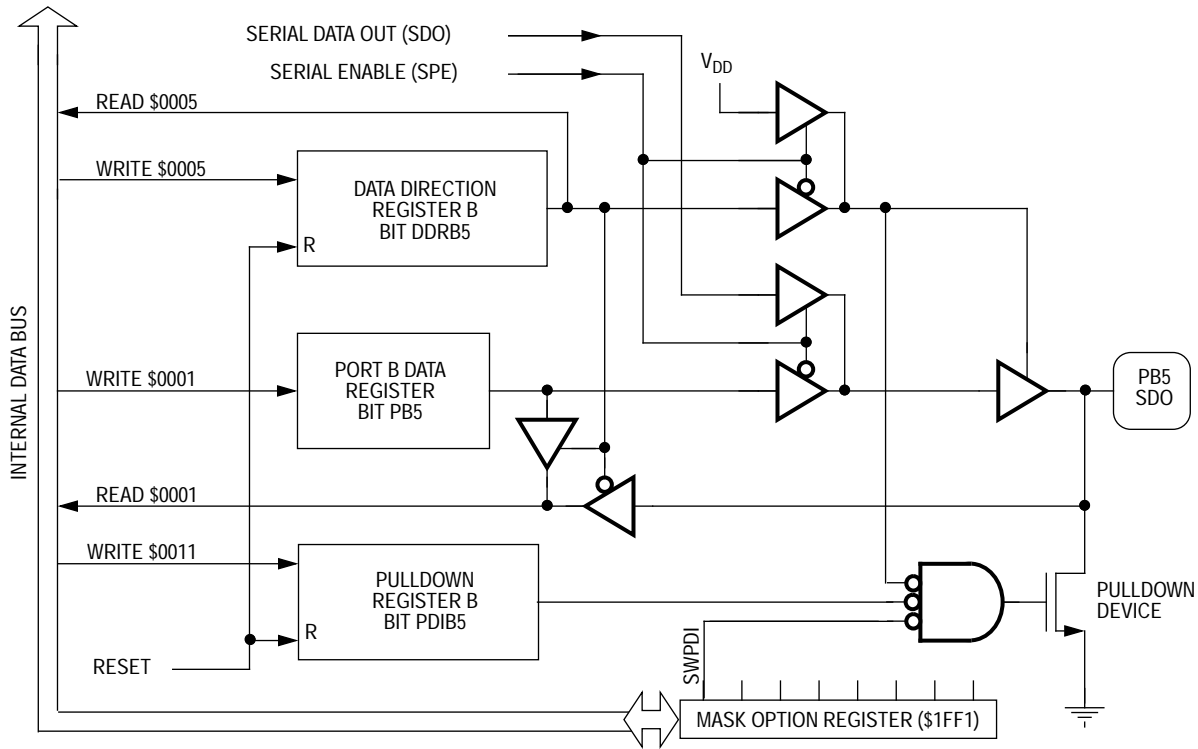 SERIAL DATA OUT (SDO)
SERIAL ENABLE (SPE)
VDD
READ $0005
WRITE $0005
DATA DIRECTION
REGISTER B
BIT DDRB5
R
INTERNAL DATA BUS
WRITE $0001
PORT B DATA
REGISTER
BIT PB5
PB5
SDO
READ $0001
WRITE $0011
PULLDOWN
REGISTER B
BIT PDIB5
R
PULLDOWN
DEVICE
RESET
SWPDI
MASK OPTION REGISTER ($1FF1)